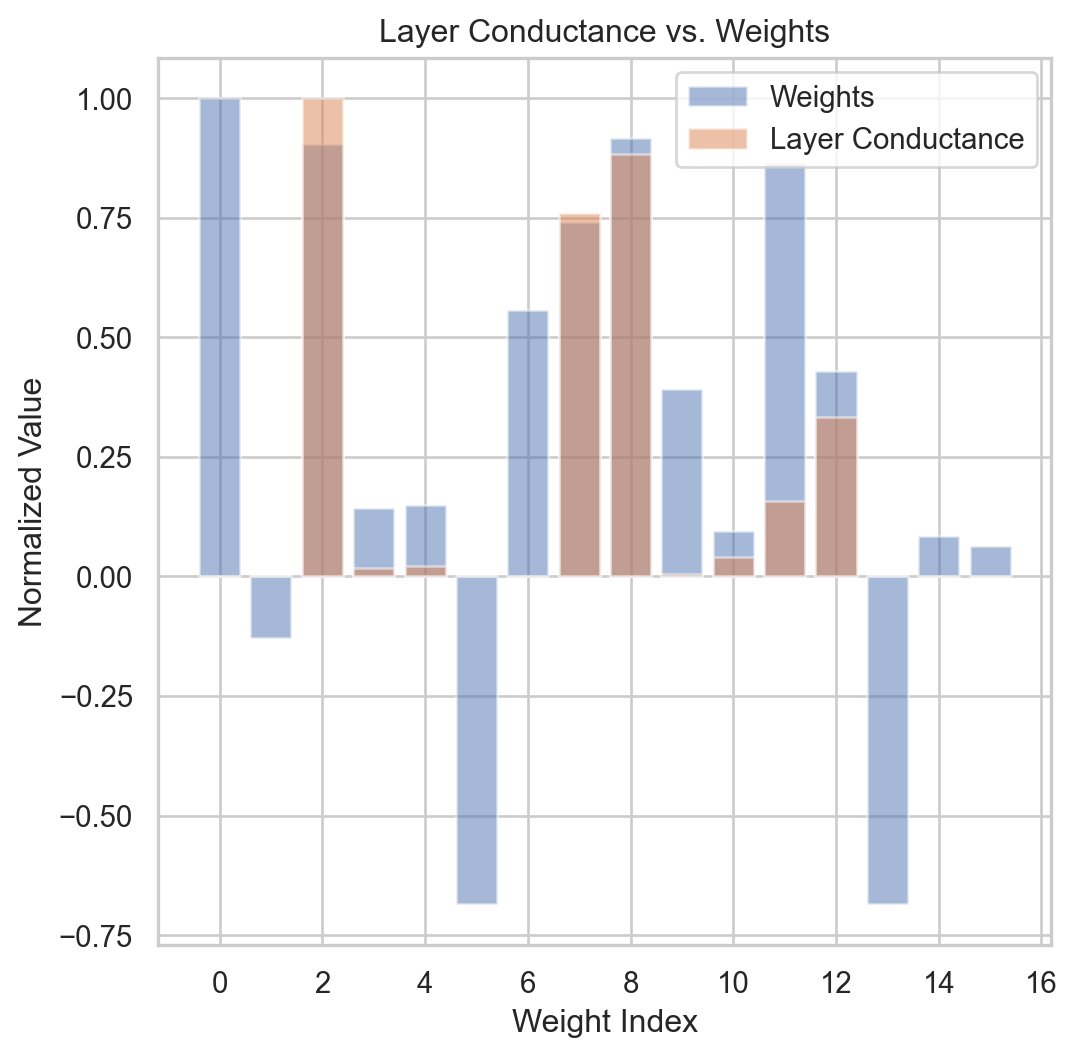 Layer Conductance vs. Weights
Weights
Layer Conductance
1.00
0.75
0.50
0.25
0.00
−0.25
−0.50
−0.75
Normalized Value
0 2 4 6 8 10 12 14 16
Weight Index